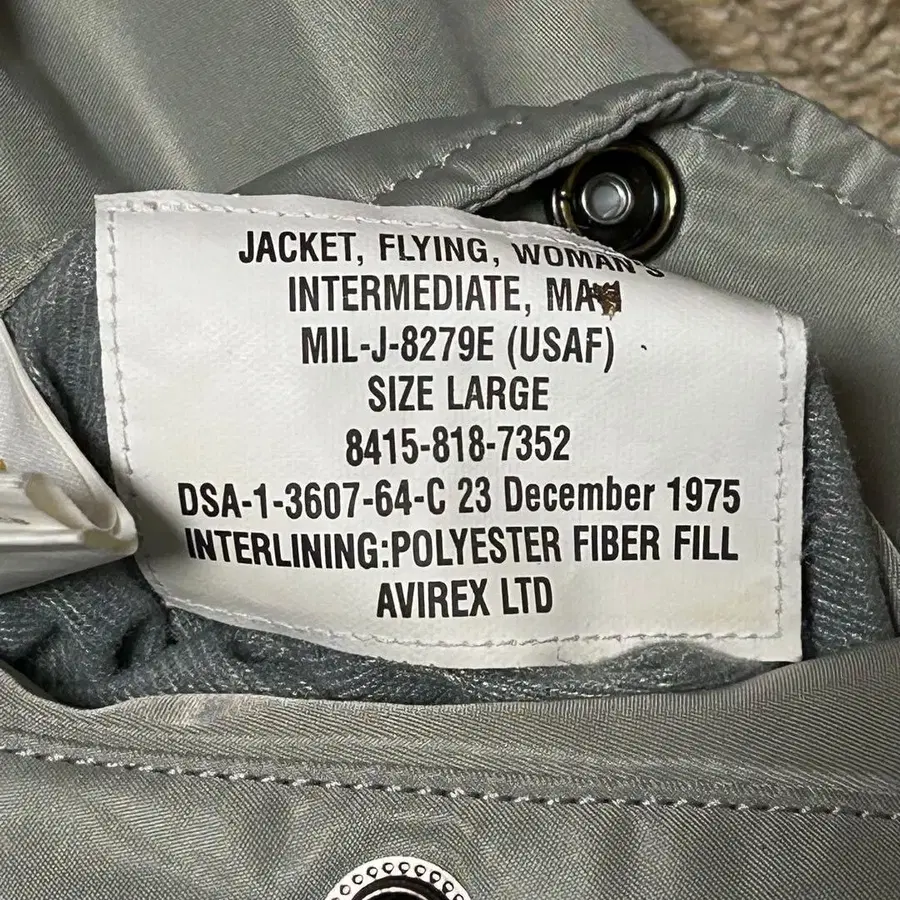 JACKET, FLYING, WOMAN'S
INTERMEDIATE, MA
MIL-J-8279E (USAF)
SIZE LARGE
8415-818-7352
DSA-1-3607-64-C 23 December 1975
INTERLINING:POLYESTER FIBER FILL
AVIREX LTD